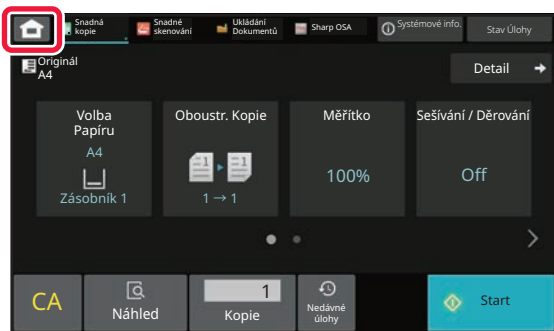 Snadná
kopie
Snadné
skenování
Ukládání
Dokumentů
Sharp OSA
Systémové info.
Stav Úlohy
Originál
A4
Detail
Volba
Papíru
A4
Zásobník 1
Oboustr. Kopie
1 → 1
Měřítko
100%
Sešívání / Děrování
Off
CA
Náhled
1
Kopie
Nedávné
úlohy
Start